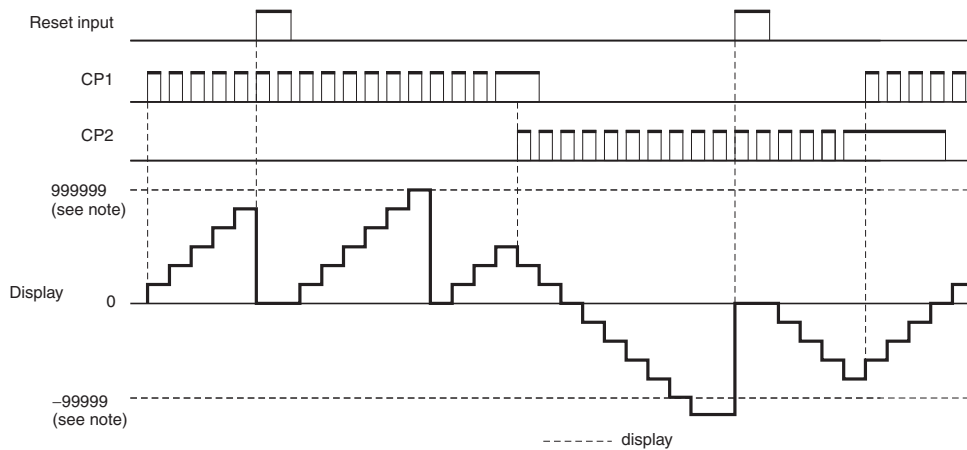 Reset input
CP1
CP2
999999
(see note)
Display
0
–99999
(see note)
display